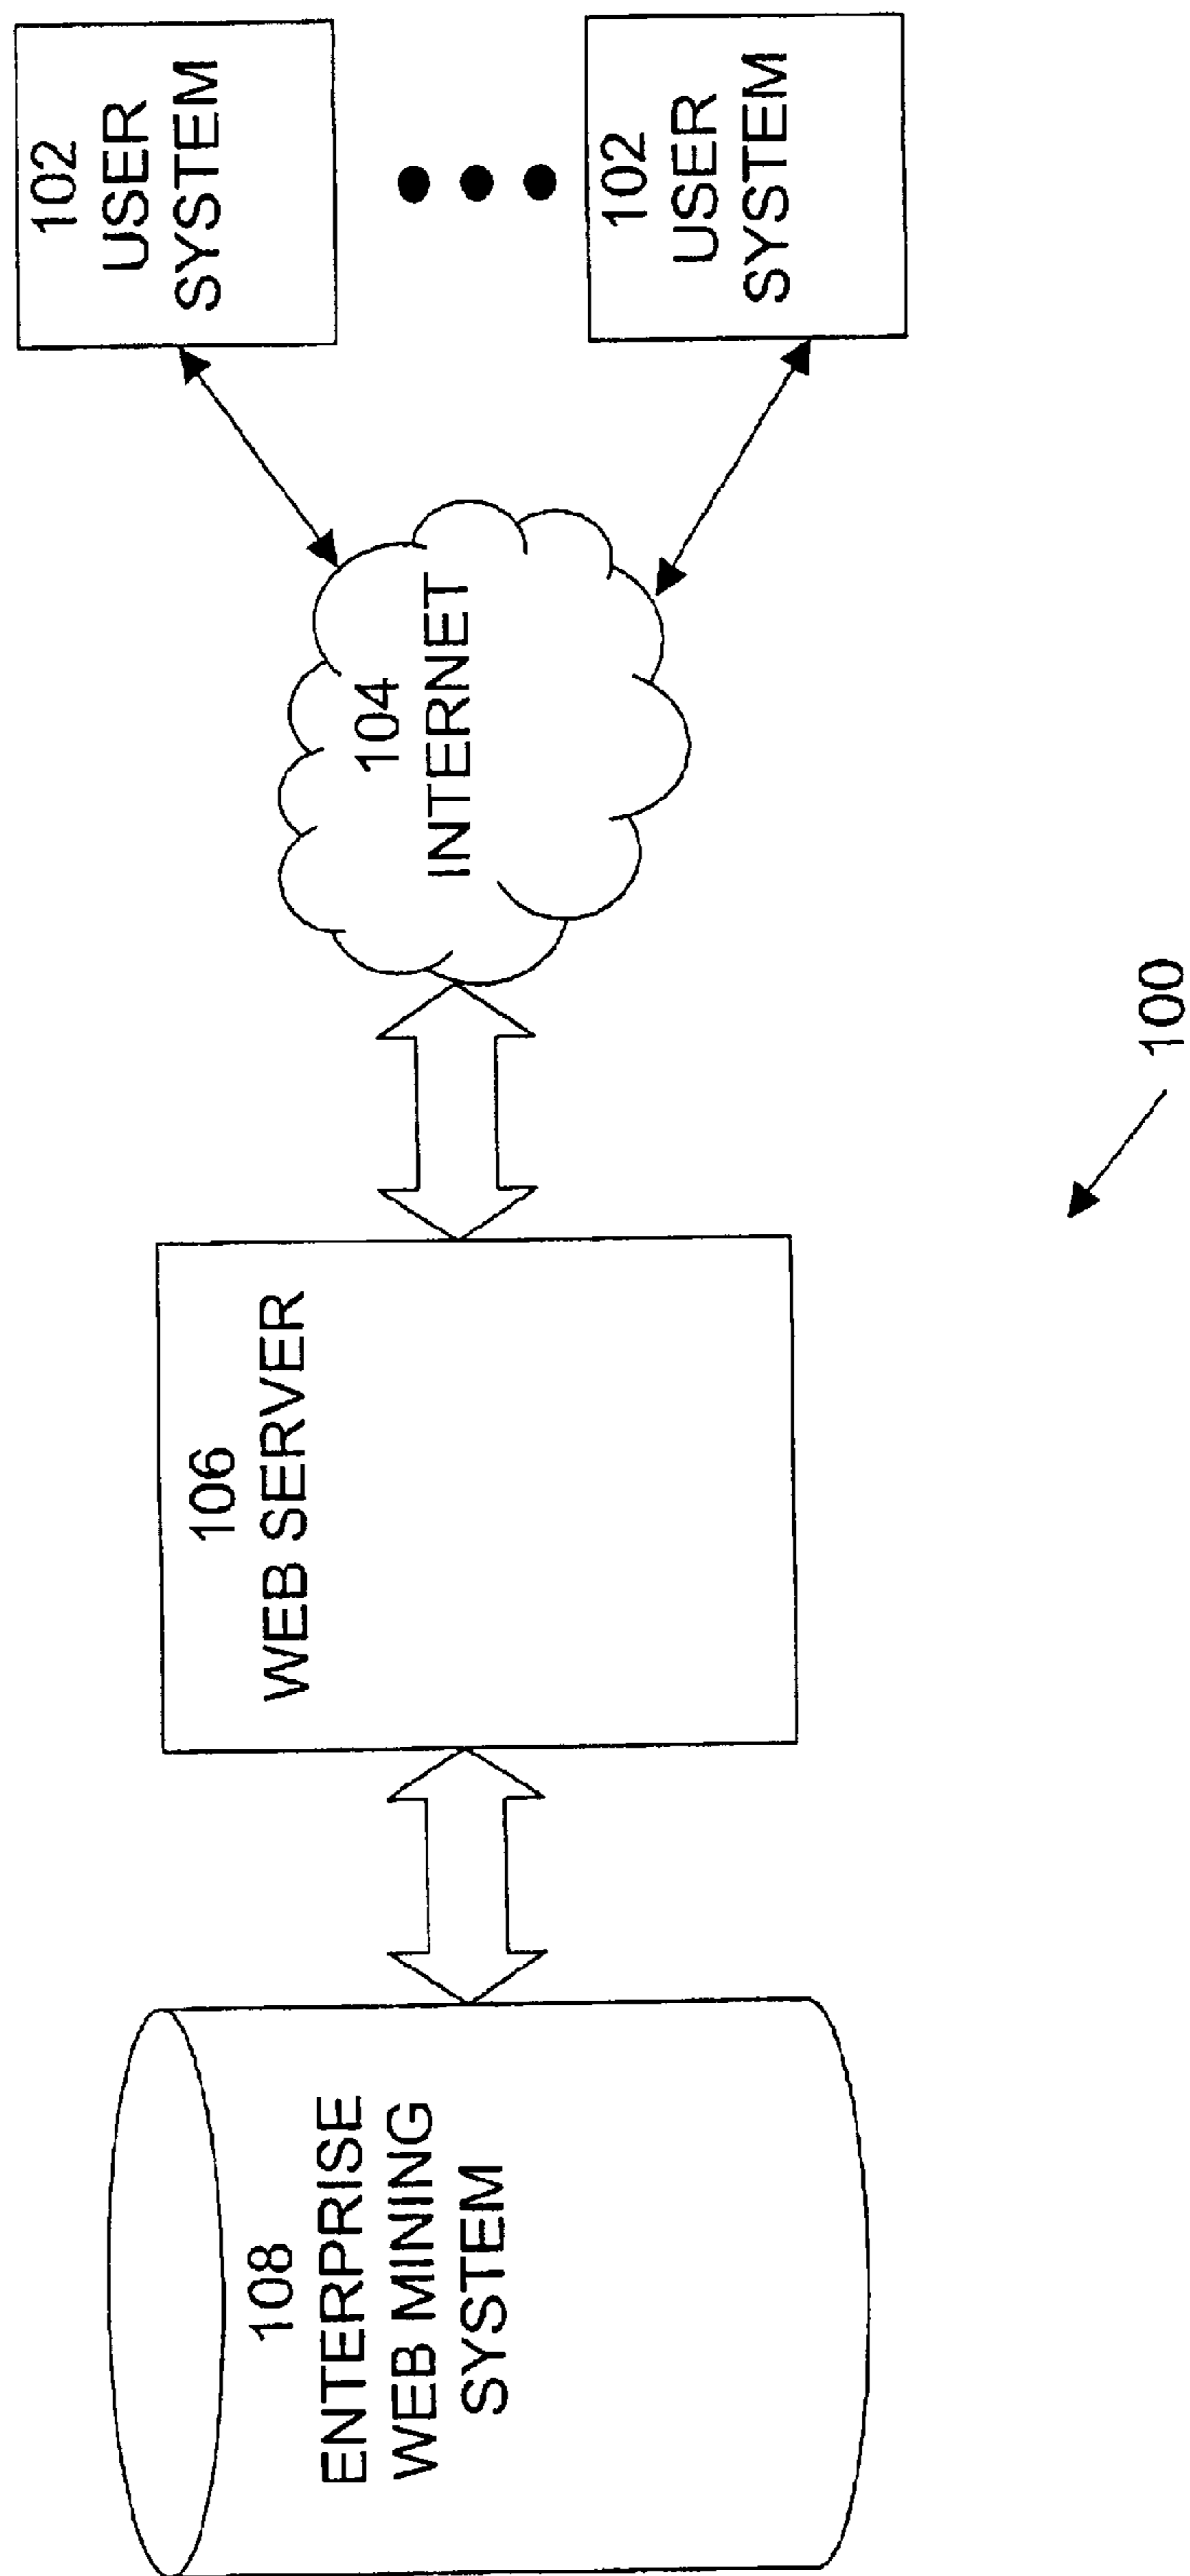 108
ENTERPRISE
WEB MINING
SYSTEM
106
WEB SERVER
104
INTERNET
102
USER
SYSTEM
102
USER
SYSTEM
100